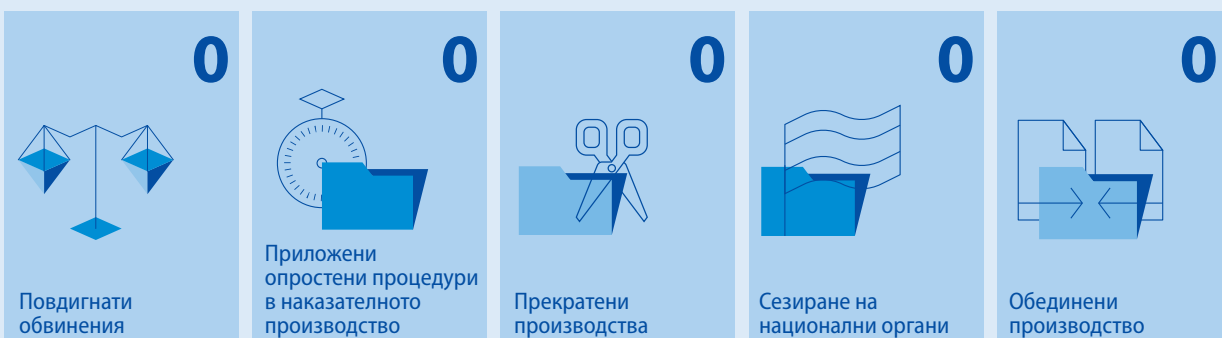 0
Повдигнати
обвинения
0
Приложени
опростени процедури
в наказателното
производство
0
Прекратени
производства
0
Сезиране на
национални органи
0
Обединени
производство